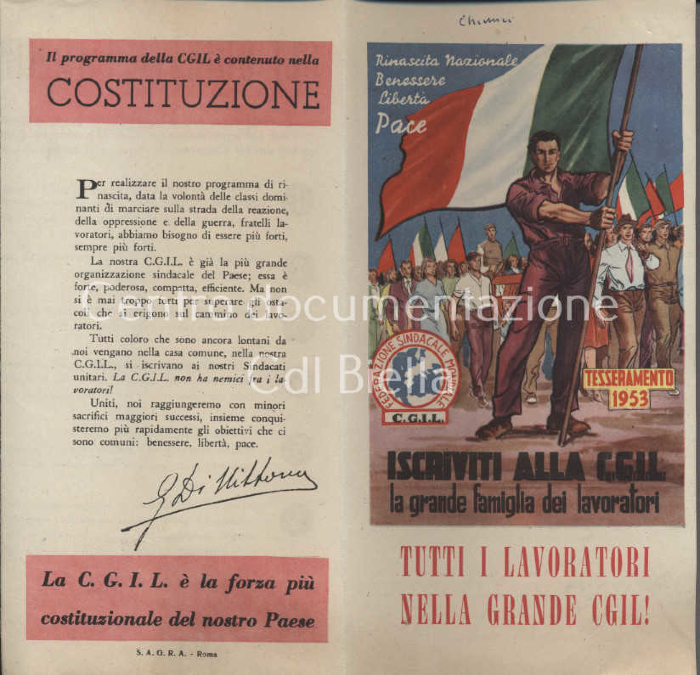 Il programma della CGIL è contenuto nella
COSTITUZIONE
Per realizzare il nostro programma di ri-
nascita, data la volontà delle classi domi-
nanti di marciare sulla strada della reazione,
della oppressione e della guerra, fratelli la-
voratori, abbiamo bisogno di essere più forti,
sempre più forti.
La nostra C.G.I.L. è già la più grande
organizzazione sindacale del Paese; essa è
forte, poderosa, compatta, efficiente. Ma non
si è mai troppo forti per superare gli osta-
coli che si erigono sul cammino dei lavo-
ratori.
Tutti coloro che sono ancora lontani da
noi vengano nella casa comune, nella nostra
C.G.I.L., si iscrivano ai nostri Sindacati
unitari. La C.G.I.L. non ha nemici tra i la
voratori!
Uniti, noi raggiungeremo con minori
sacrifici maggiori successi, insieme conqui-
steremo più rapidamente gli obiettivi che ci
sono comuni: benessere, libertà, pace.
G Di Vittorio
La C. G. I. L. è la forza più
costituzionale del nostro Paese
S. A. G. R. A. - Roma
Rinascita Nazionale
Benessere
Libertà
Pace
FEDERAZIONE SINDACALE MONDIALE
C.G.I.L.
TESSERAMENTO
1953
ISCRIVITI ALLA C.G.I.L.
la grande famiglia dei lavoratori
TUTTI I LAVORATORI
NELLA GRANDE CGIL!
Centro documentazione
CdI Biella